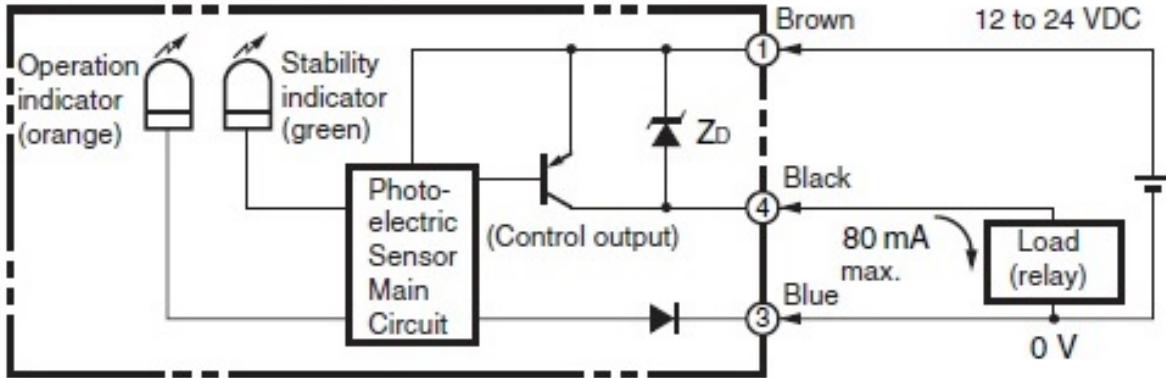 Brown
12 to 24 VDC
1
Operation
indicator
(orange)
Stability
indicator
(green)
ZD
Black
4
Photo-
electric
Sensor
Main
Circuit
(Control output)
80 mA
max.
Load
(relay)
Blue
3
0 V